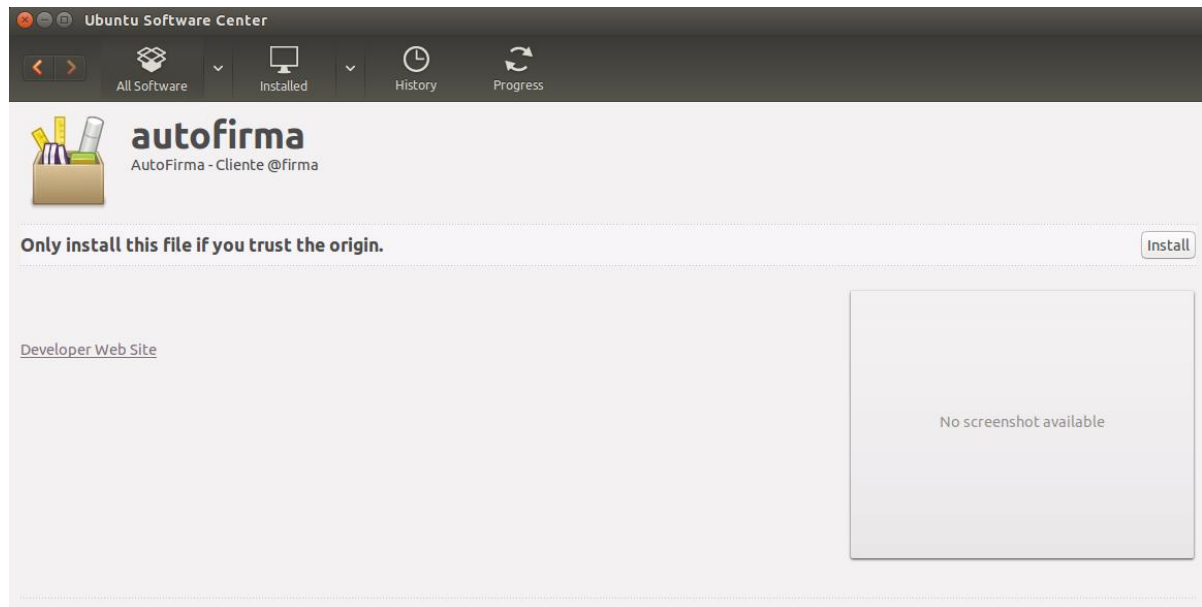 Ubuntu Software Center
All Software
Installed
History
Progress
autofirma
AutoFirma - Cliente @firma
Only install this file if you trust the origin.
Install
Developer Web Site
No screenshot available